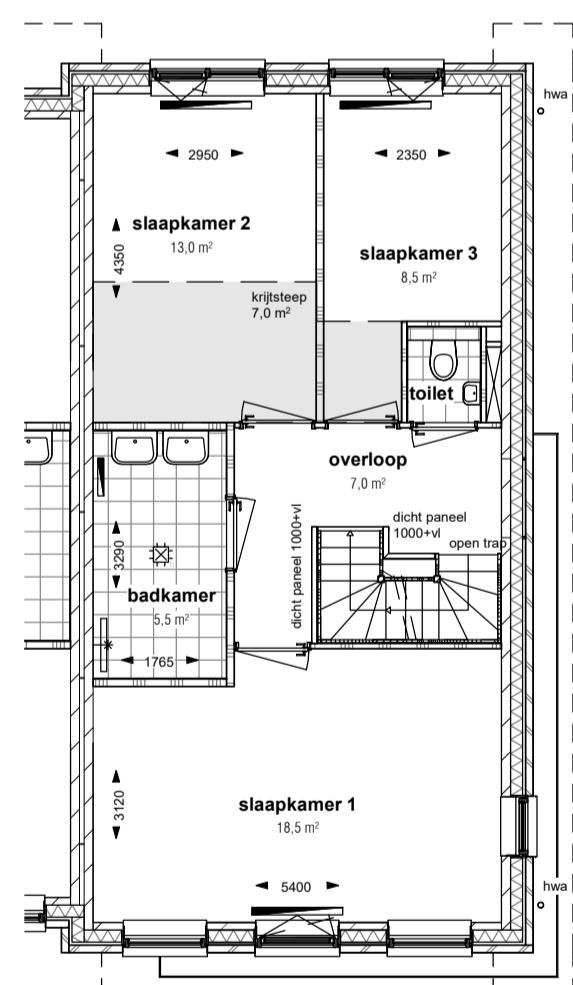 hwa
2950
2350
slaapkamer 2
13,0 m²
4350
slaapkamer 3
8,5 m²
krijtsteep
7,0 m²
toilet
overloop
7,0 m²
dicht paneel
1000+vl
open trap
dicht paneel 1000+vl
3290
badkamer
5,5 m²
1765
3120
slaapkamer 1
18,5 m²
5400
hwa